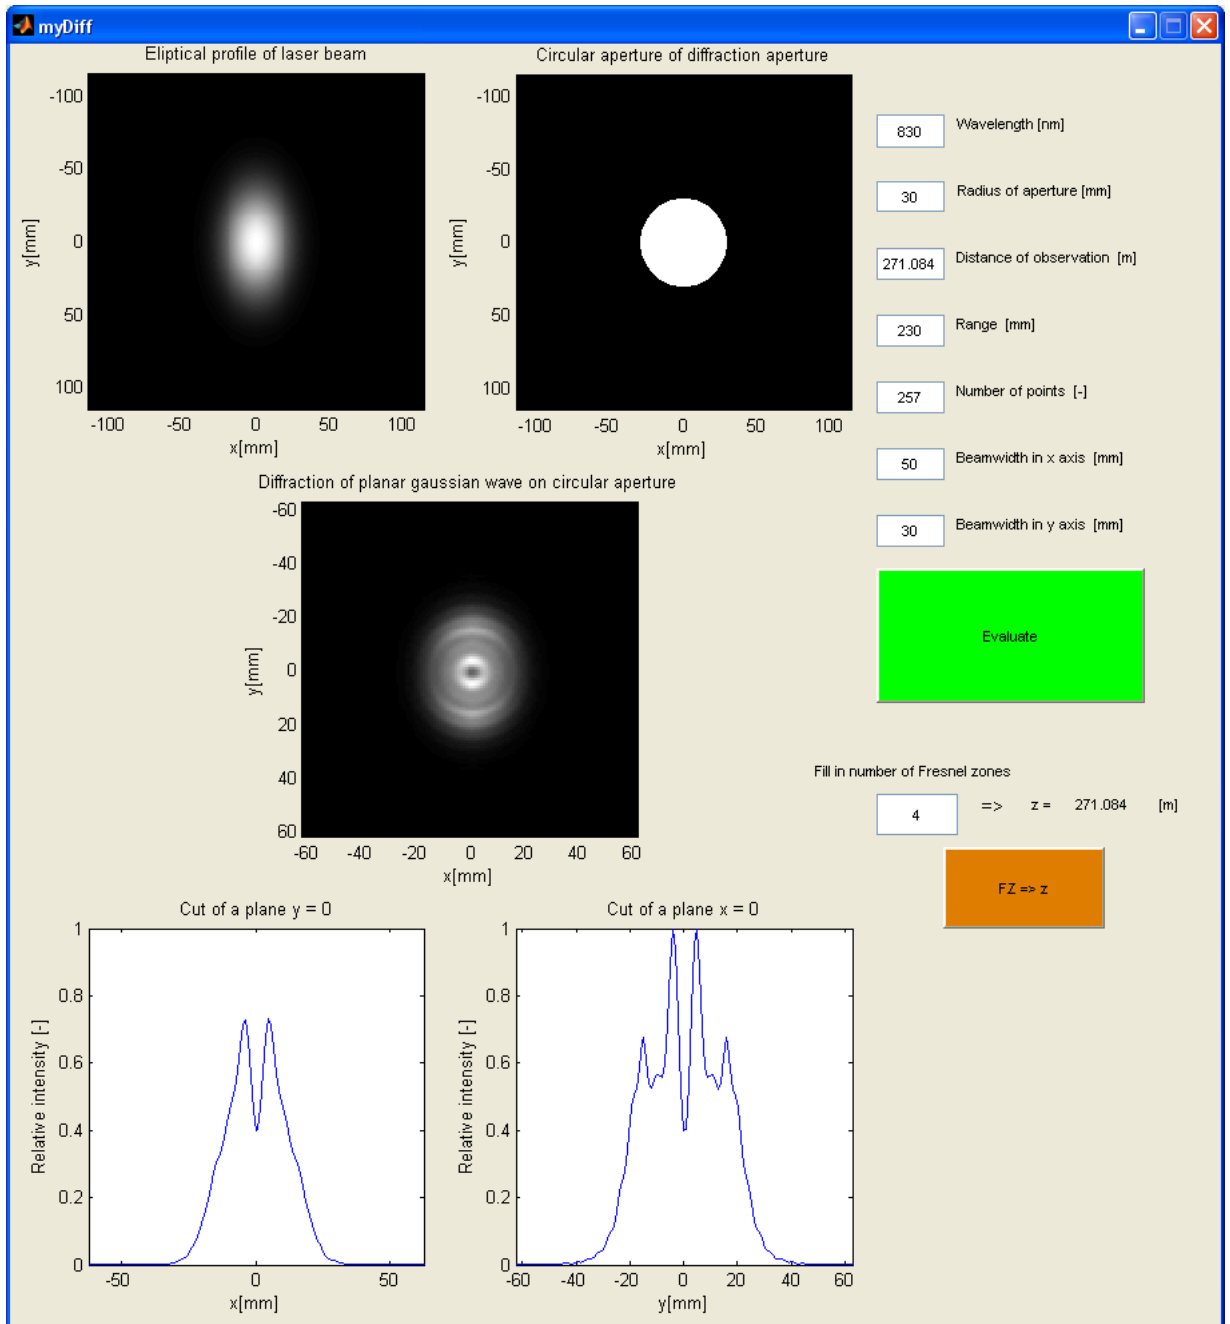 myDiff
Eliptical profile of laser beam
-100
-50
0
50
100
y[mm]
-100 -50 0 50 100
x[mm]
Circular aperture of diffraction aperture
-100
-50
0
50
100
y[mm]
-100 -50 0 50 100
x[mm]
830 Wavelength [nm]
30 Radius of aperture [mm]
271.084 Distance of observation [m]
230 Range [mm]
257 Number of points [-]
50 Beamwidth in x axis [mm]
30 Beamwidth in y axis [mm]
Evaluate
Diffraction of planar gaussian wave on circular aperture
-60
-40
-20
0
20
40
60
y[mm]
-60 -40 -20 0 20 40 60
x[mm]
Fill in number of Fresnel zones
4 => z = 271.084 [m]
FZ => z
Cut of a plane y = 0
1
0.8
0.6
0.4
0.2
0
Relative intensity [-]
-50 0 50
x[mm]
Cut of a plane x = 0
1
0.8
0.6
0.4
0.2
0
Relative intensity [-]
-60 -40 -20 0 20 40 60
y[mm]